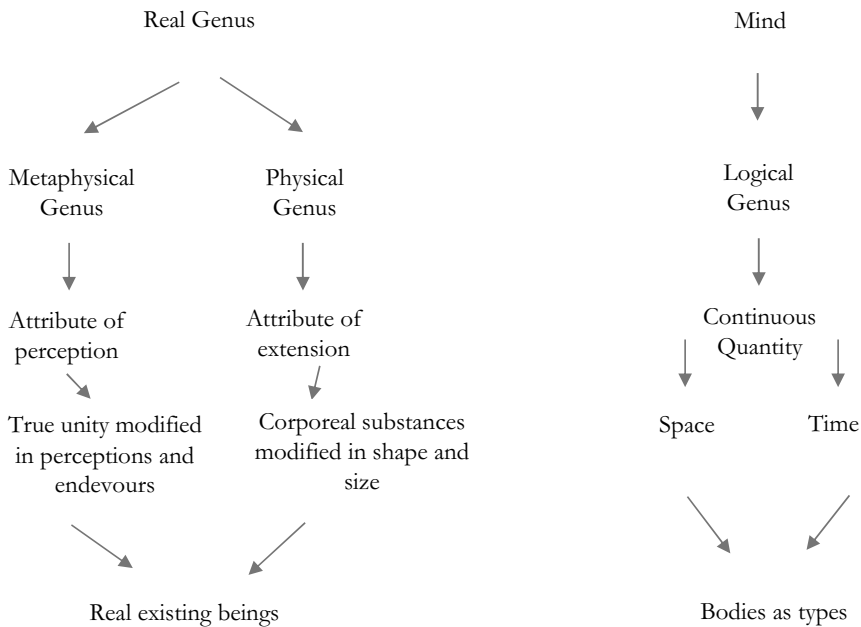 Real Genus
Mind
Metaphysical
Genus
Physical
Genus
Logical
Genus
Attribute of
perception
Attribute of
extension
Continuous
Quantity
True unity modified
in perceptions and
endevours
Corporeal substances
modified in shape and
size
Space
Time
Real existing beings
Bodies as types